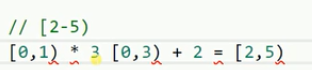 // [2-5)
[0,1) * 3 [0,3) + 2 = [2,5)